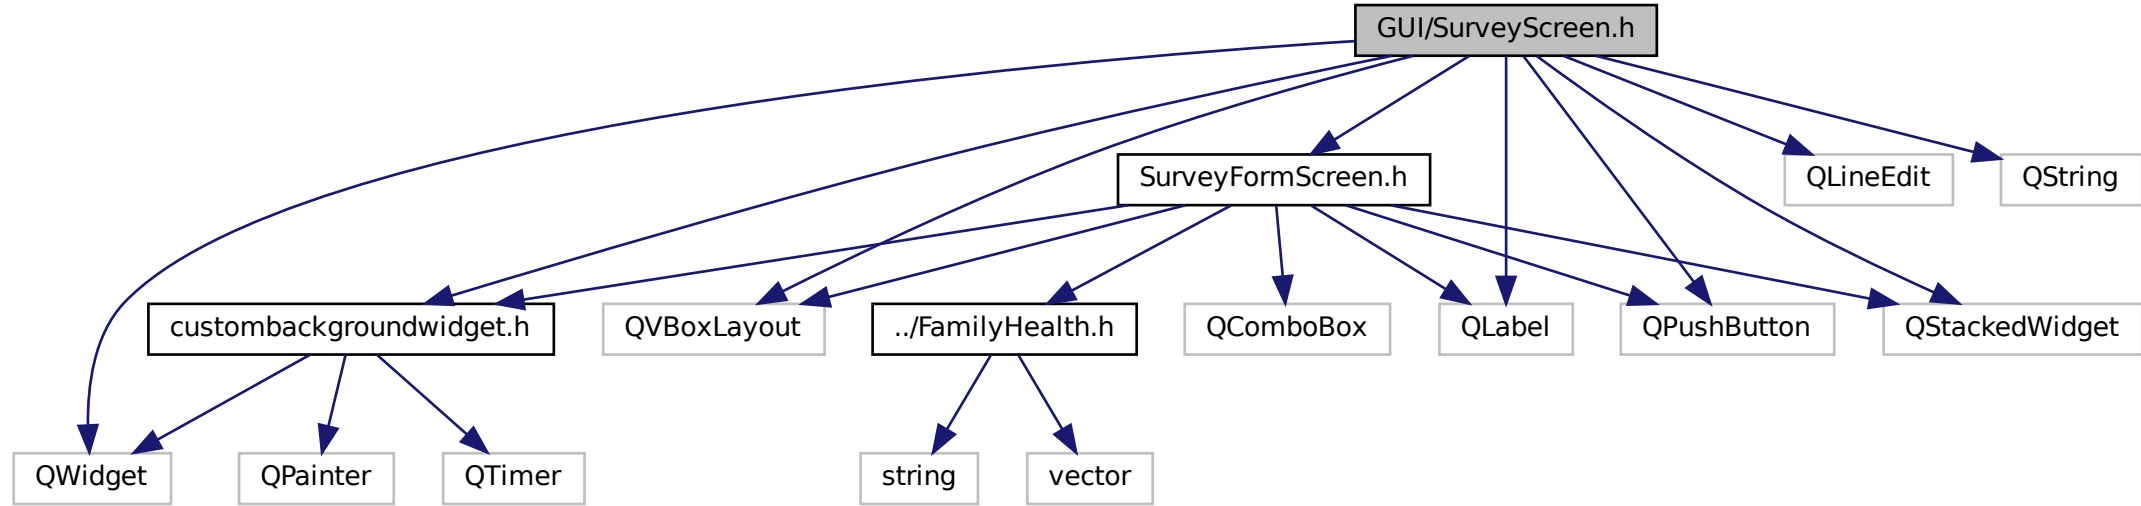 GUI/SurveyScreen.h
SurveyFormScreen.h
QLineEdit
QString
custombackgroundwidget.h
QVBoxLayout
../FamilyHealth.h
QComboBox
QLabel
QPushButton
QStackedWidget
QWidget
QPainter
QTimer
string
vector